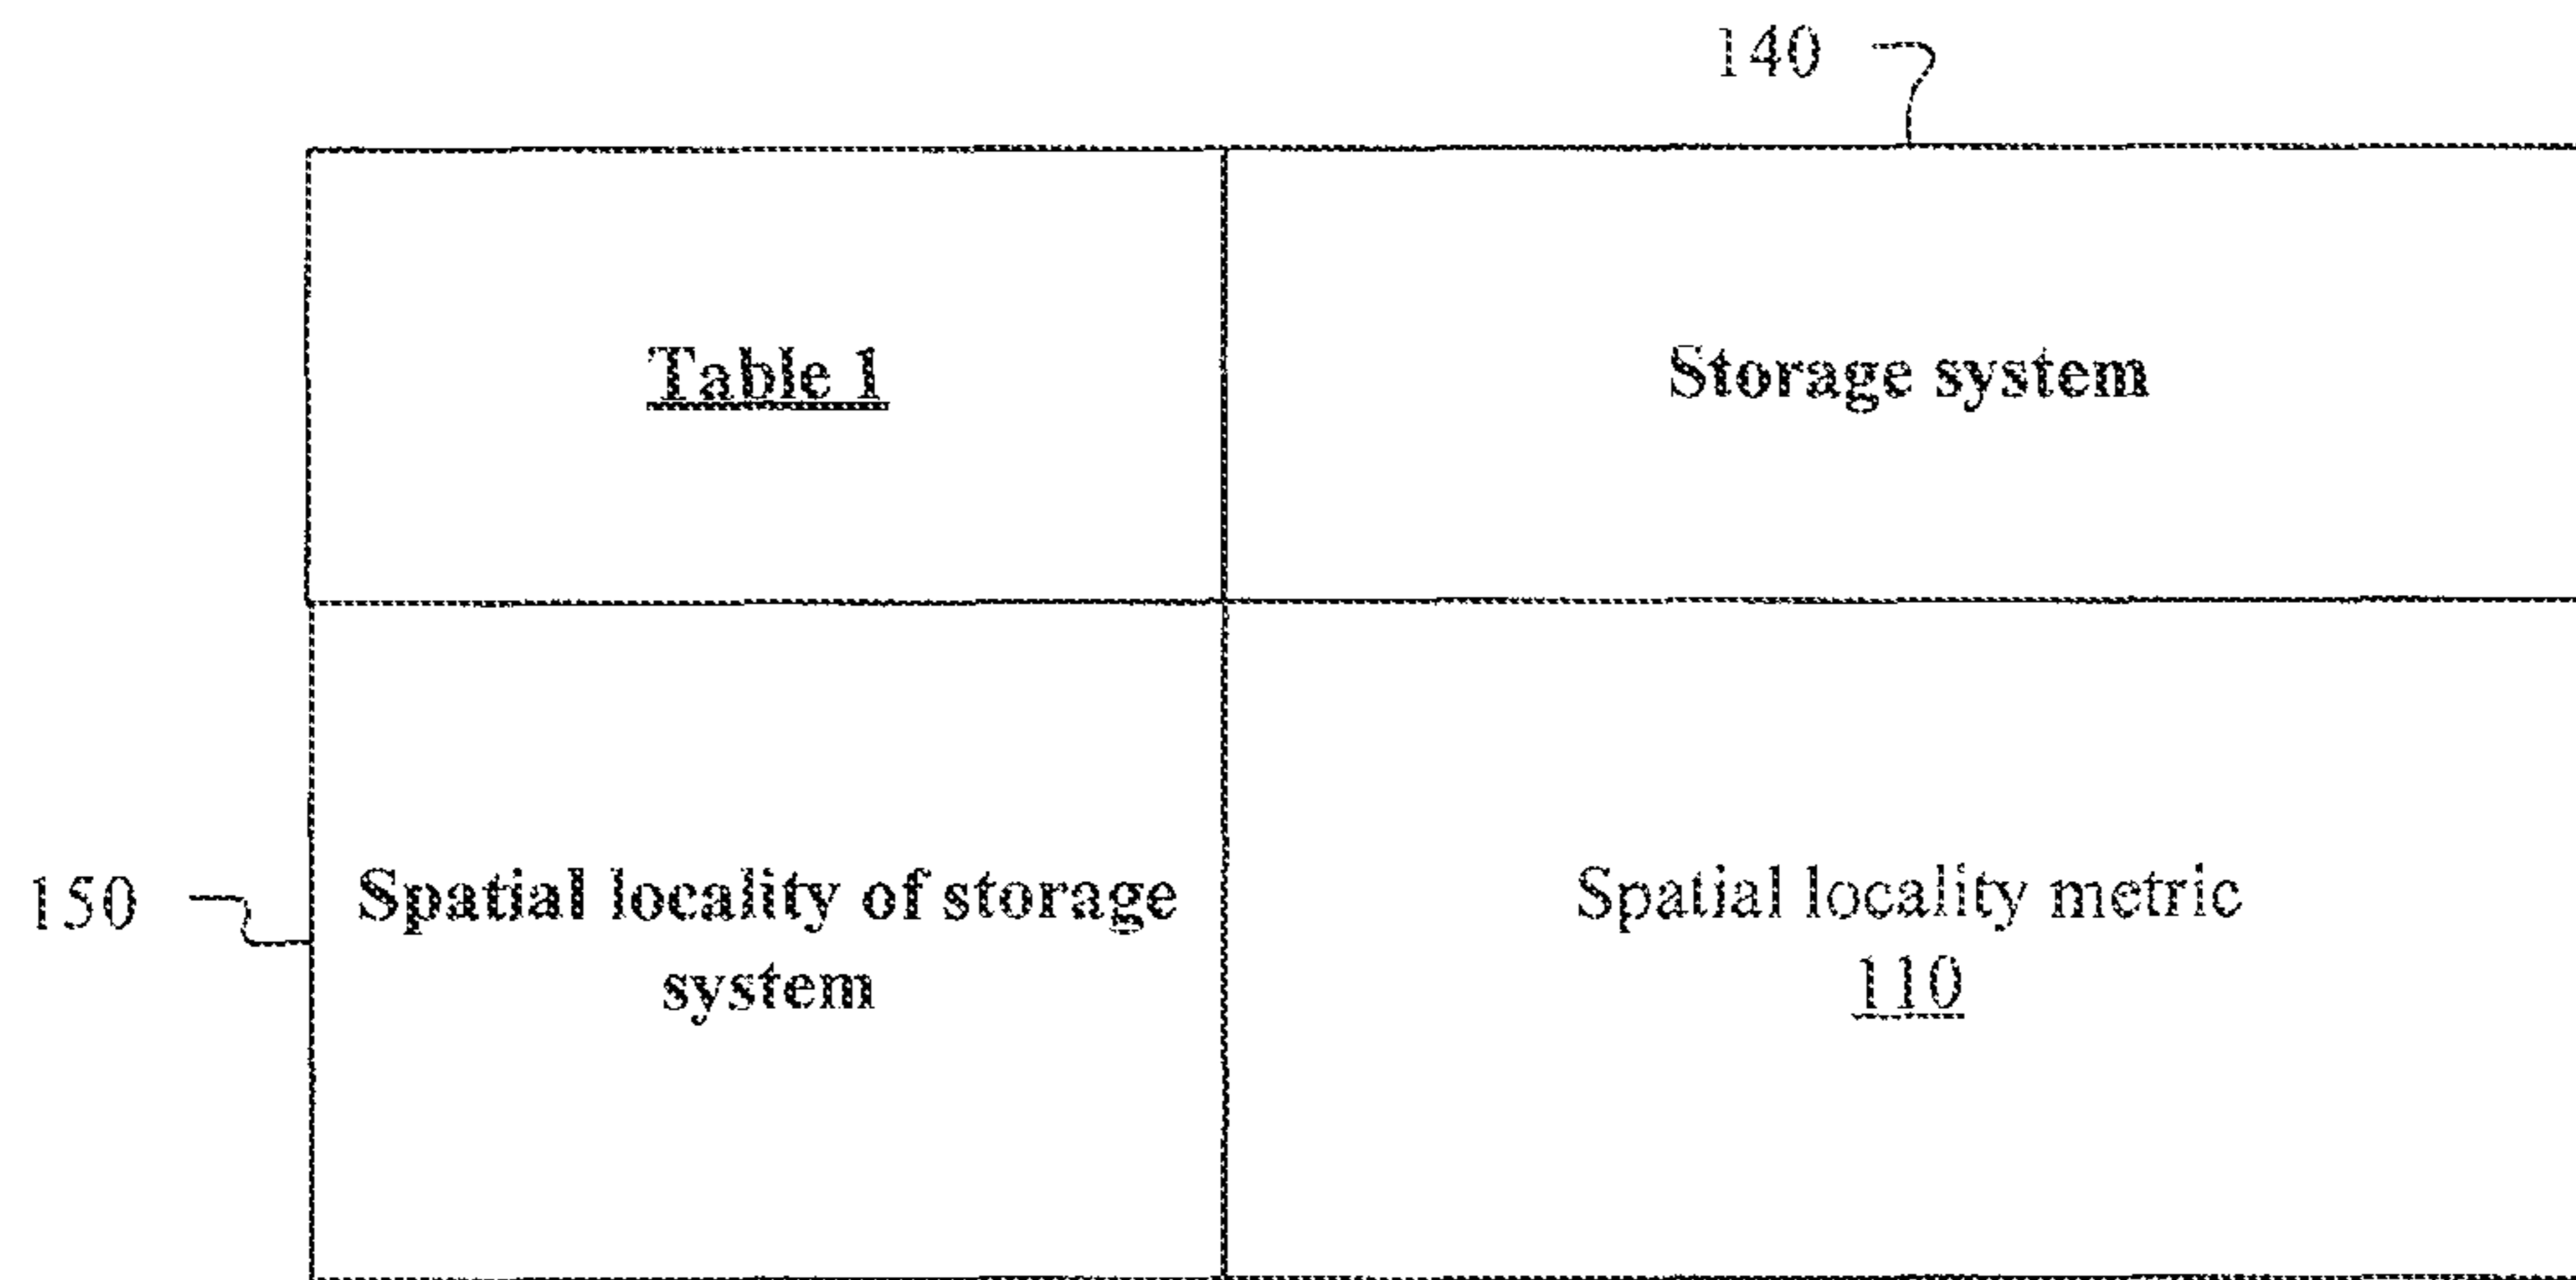 140
Table 1
Storage system
150
Spatial locality of storage
system
Spatial locality metric
110